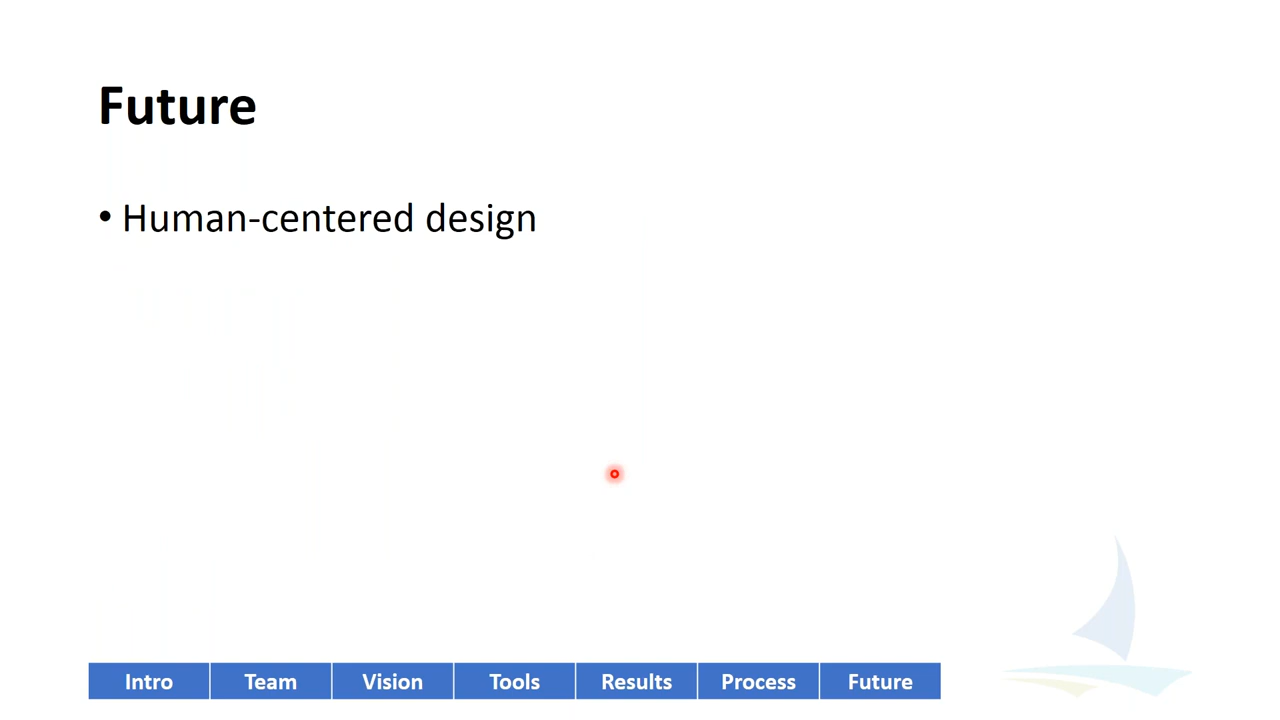 Future
• Human-centered design
Intro Team Vision Tools Results Process Future